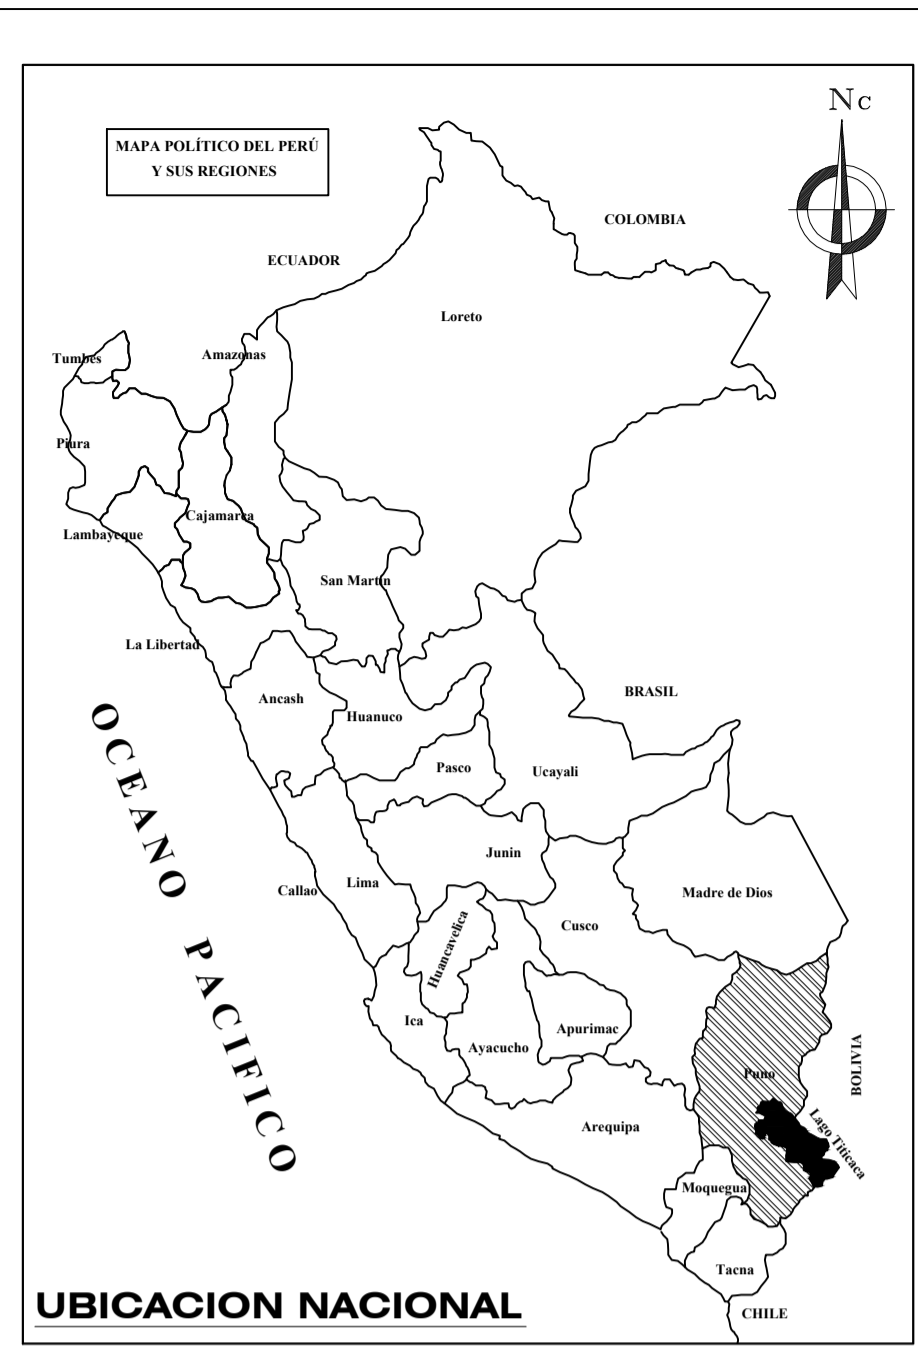 Nc
MAPA POLÍTICO DEL PERÚ
Y SUS REGIONES
COLOMBIA
ECUADOR
Loreto
Tumbes
Amazonas
Piura
Cajamarca
Lambayeque
San Martin
La Libertad
BRASIL
Ancash
Huanuco
Pasco
Ucayali
OCEANO PACIFICO
Junin
Lima
Callao
Madre de Dios
Cusco
Huancavelica
Ica
Apurimac
Ayacucho
BOLIVIA
Puno
Arequipa
Lago Titicaca
Moquegua
Tacna
UBICACION NACIONAL
CHILE